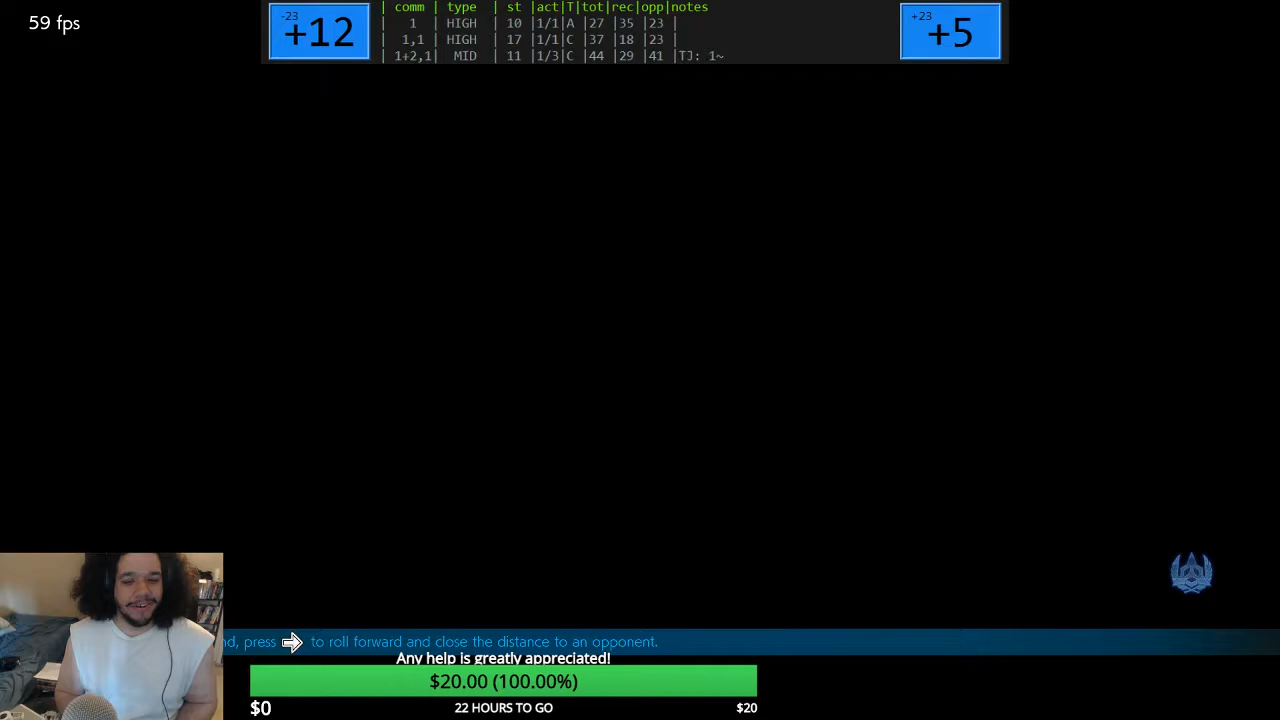 59 fps
-23
+12
| comm | type | st |act|T|tot|rec|opp|notes
| 1 | HIGH | 10 |1/1|A |27 |35 |23 |
| 1,1 | HIGH | 17 |1/1|C |37 |18 |23 |
| 1+2,1| MID | 11 |1/3|C |44 |29 |41 |TJ: 1~
+23
+5
nd, press to roll forward and close the distance to an opponent.
Any help is greatly appreciated!
$20.00 (100.00%)
$0 22 HOURS TO GO $20